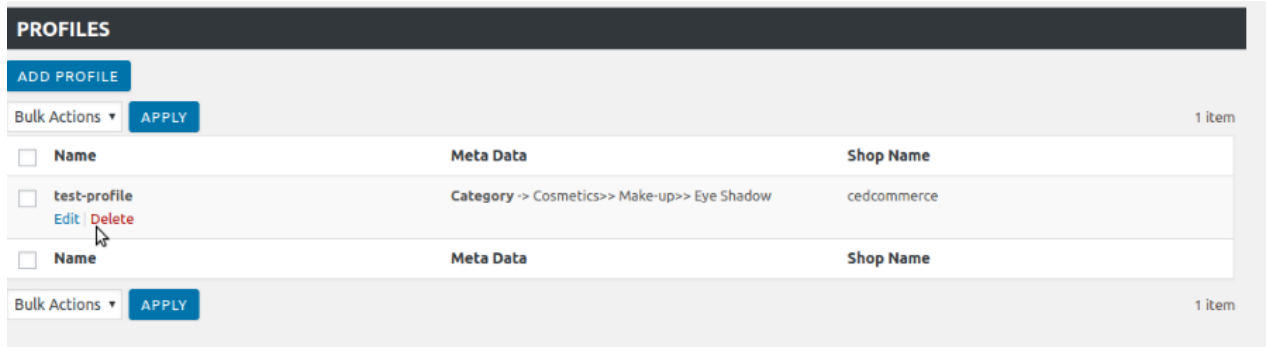 PROFILES
ADD PROFILE
Bulk Actions APPLY 1 item
Name Meta Data Shop Name
test-profile Category -> Cosmetics>> Make-up>> Eye Shadow cedcommerce
Edit | Delete
Name Meta Data Shop Name
Bulk Actions APPLY 1 item